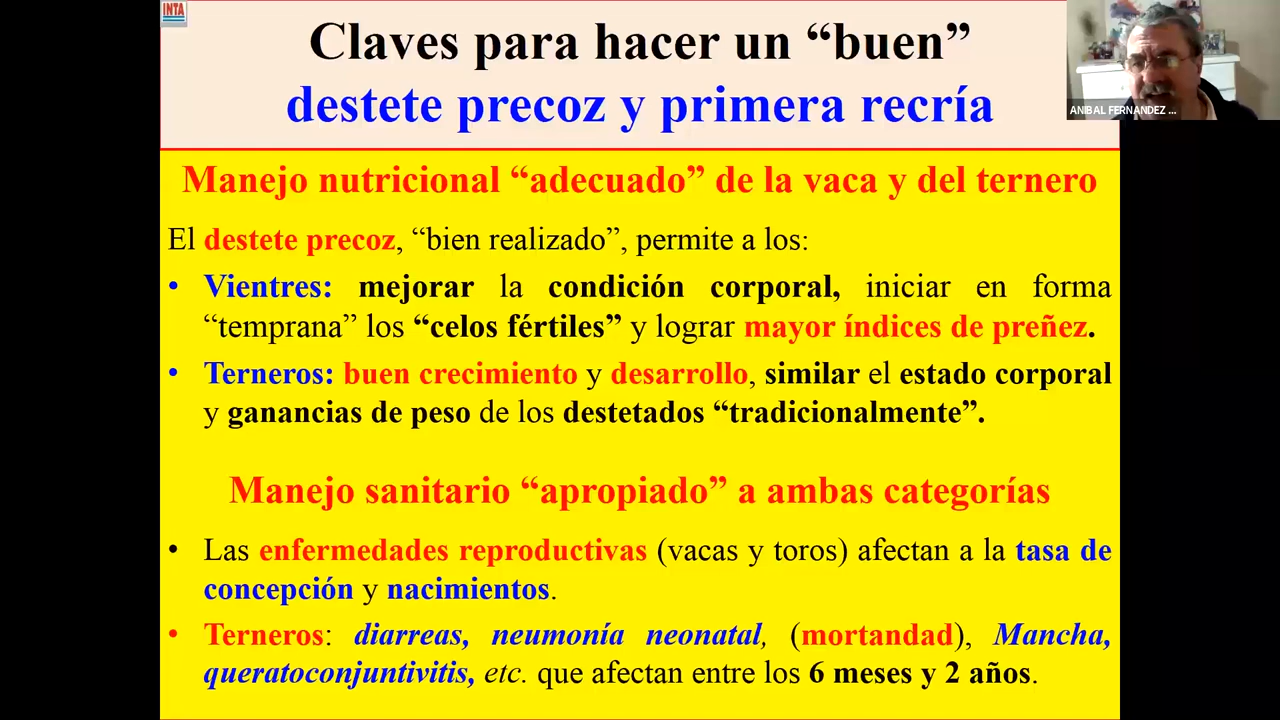 INTA
Claves para hacer un “buen”
destete precoz y primera recría
ANIBAL FERNANDEZ ...
Manejo nutricional “adecuado” de la vaca y del ternero
El destete precoz, “bien realizado”, permite a los:
• Vientres: mejorar la condición corporal, iniciar en forma
“temprana” los “celos fértiles” y lograr mayor índices de preñez.
• Terneros: buen crecimiento y desarrollo, similar el estado corporal
y ganancias de peso de los destetados “tradicionalmente”.
Manejo sanitario “apropiado” a ambas categorías
• Las enfermedades reproductivas (vacas y toros) afectan a la tasa de
concepción y nacimientos.
• Terneros: diarreas, neumonía neonatal, (mortandad), Mancha,
queratoconjuntivitis, etc. que afectan entre los 6 meses y 2 años.